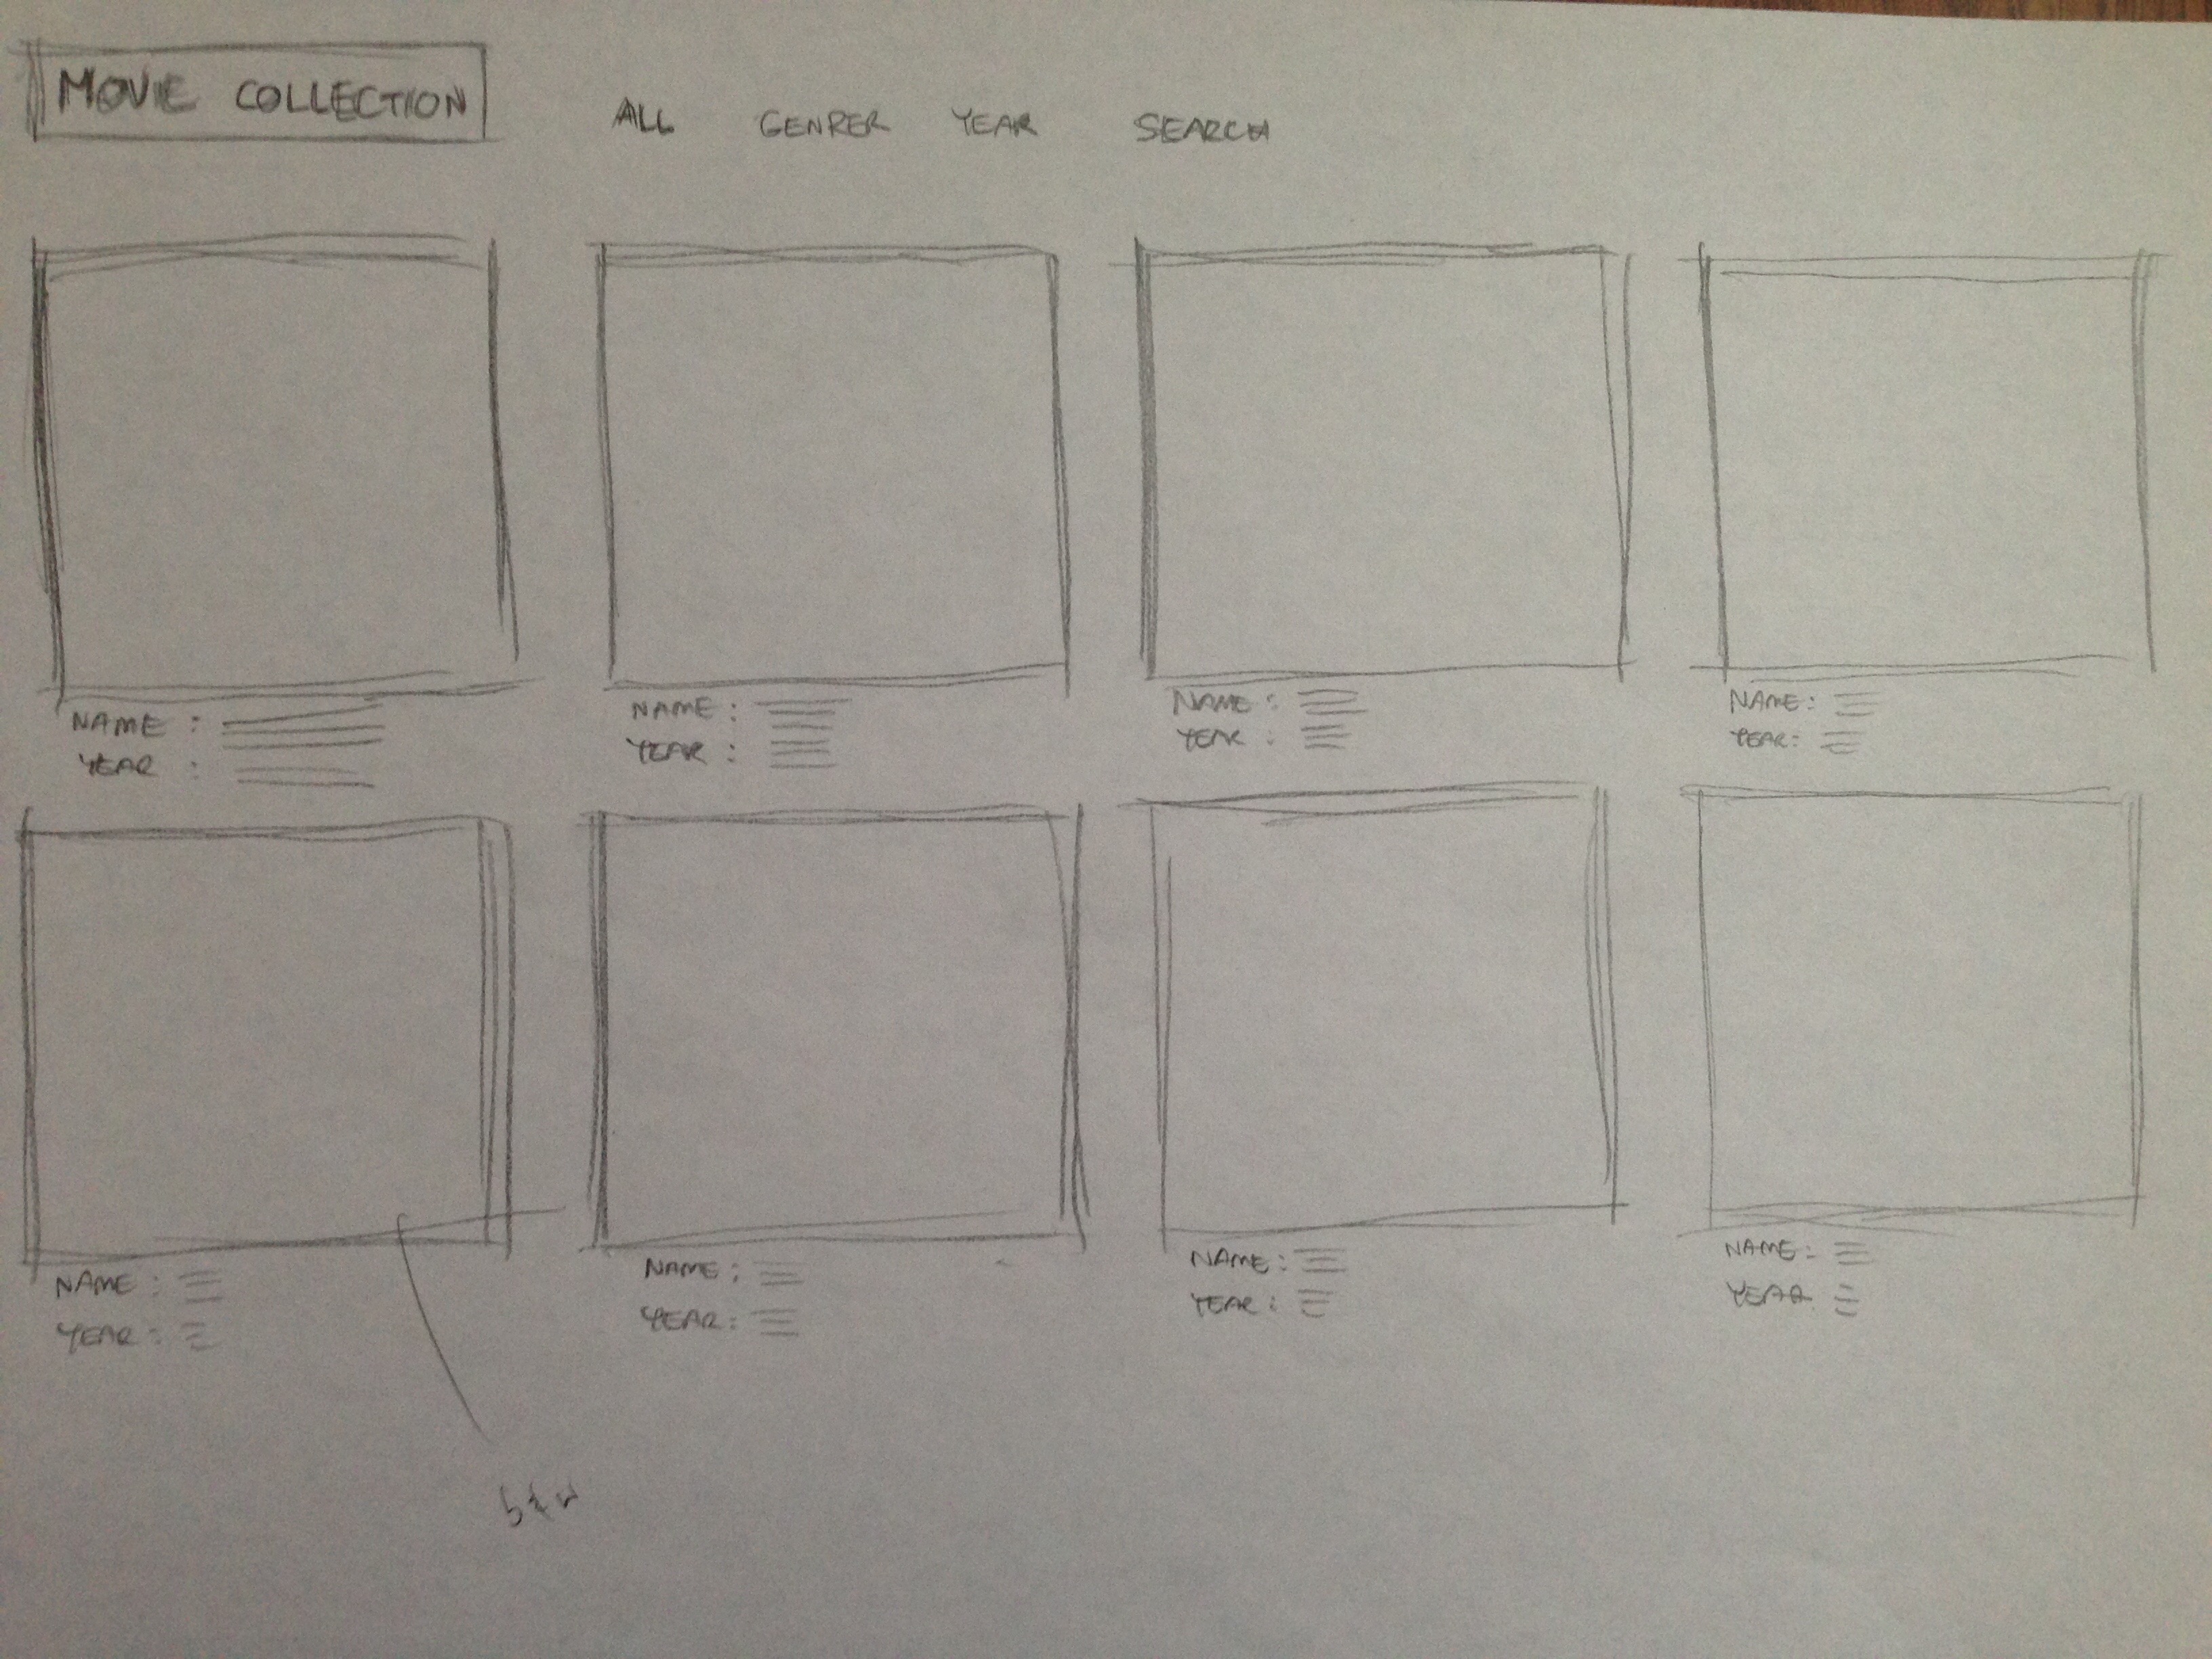 MOVIE COLLECTION
ALL GENRER YEAR SEARCH
NAME : NAME : NAME : NAME :
YEAR : YEAR : YEAR : YEAR :
NAME : NAME : NAME : NAME :
YEAR : YEAR : YEAR : YEAR